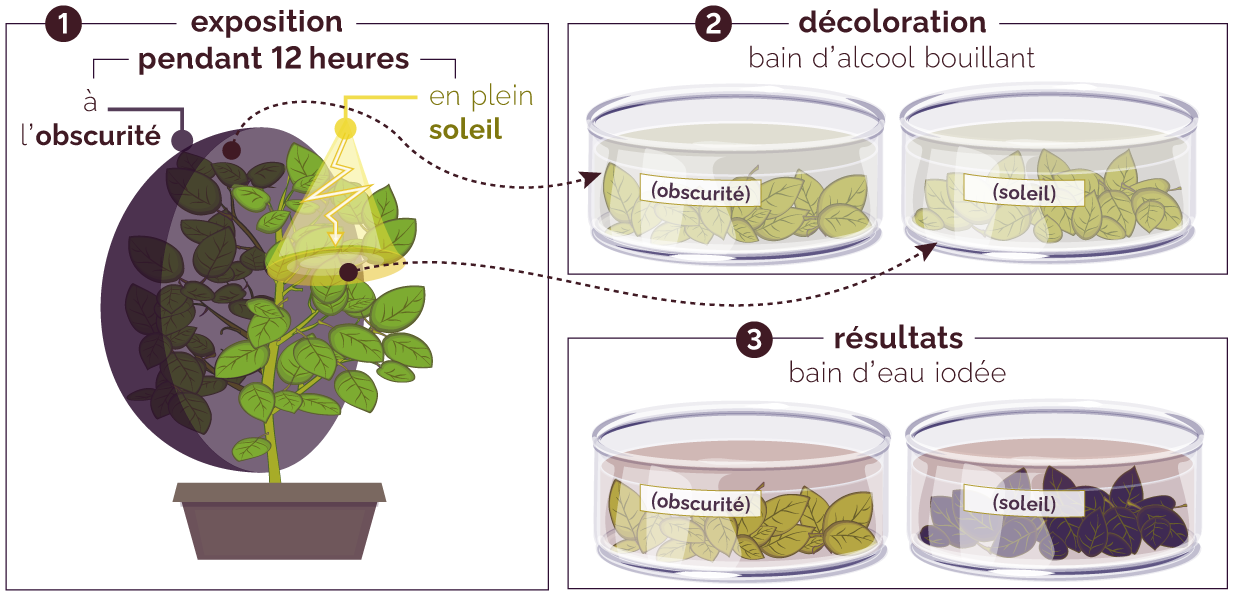 1 exposition
pendant 12 heures
à
l'obscurité
en plein
soleil
2 décoloration
bain d'alcool bouillant
(obscurité)
(soleil)
3 résultats
bain d'eau iodée
(obscurité)
(soleil)